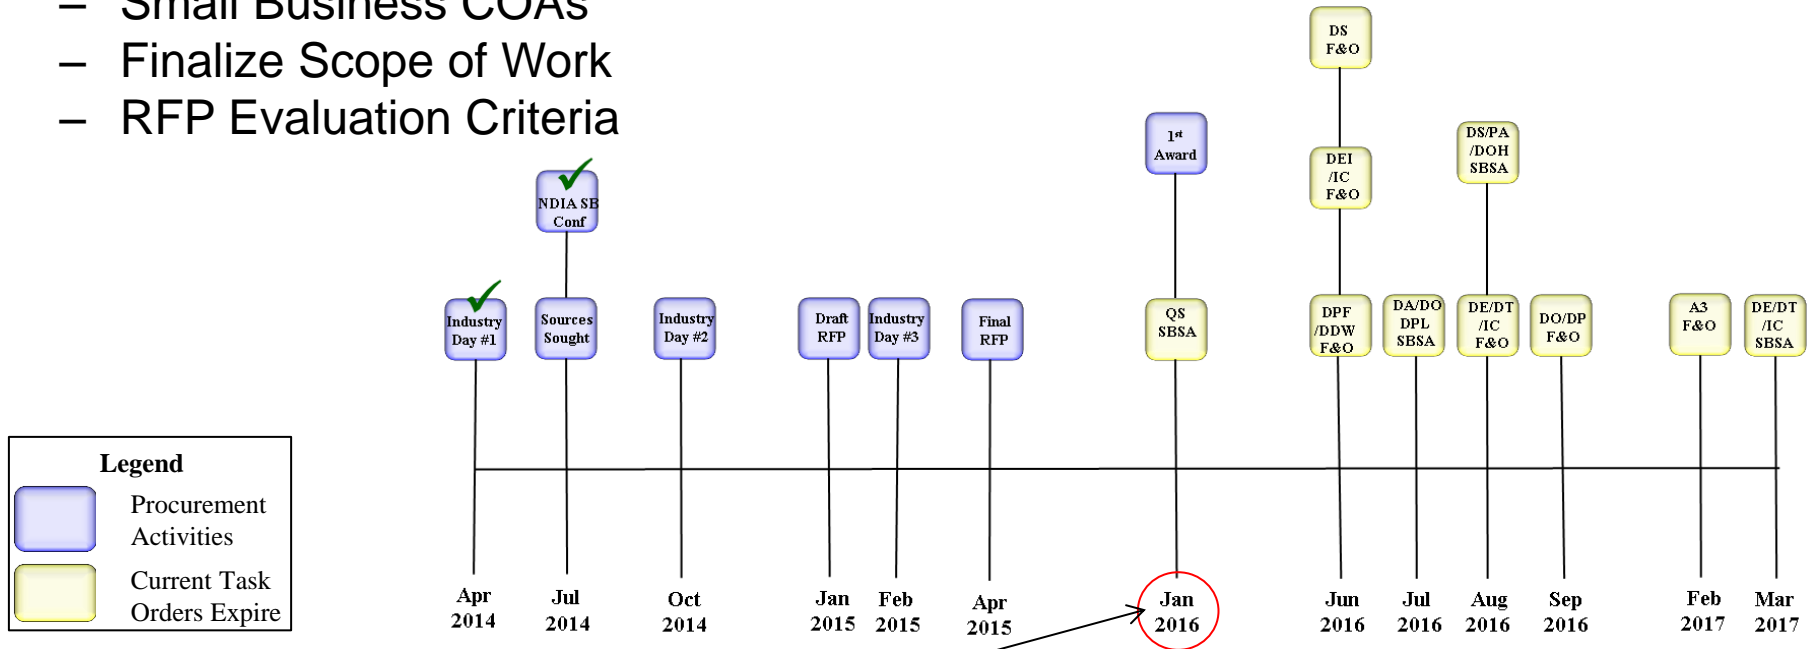 – Small Business COAs
– Finalize Scope of Work
– RFP Evaluation Criteria
DS
F&O
1st
Award
DS/PA
/DOH
SBSA
DEI
/IC
F&O
NDIA SB
Conf
Industry
Day #1
Sources
Sought
Industry
Day #2
Draft
RFP
Industry
Day #3
Final
RFP
QS
SBSA
DPF
/DDW
F&O
DA/DO
DPL
SBSA
DE/DT
/IC
F&O
DO/DP
F&O
A3
F&O
DE/DT
/IC
SBSA
Legend
Procurement
Activities
Current Task
Orders Expire
Apr
2014
Jul
2014
Oct
2014
Jan
2015
Feb
2015
Apr
2015
Jan
2016
Jun
2016
Jul
2016
Aug
2016
Sep
2016
Feb
2017
Mar
2017